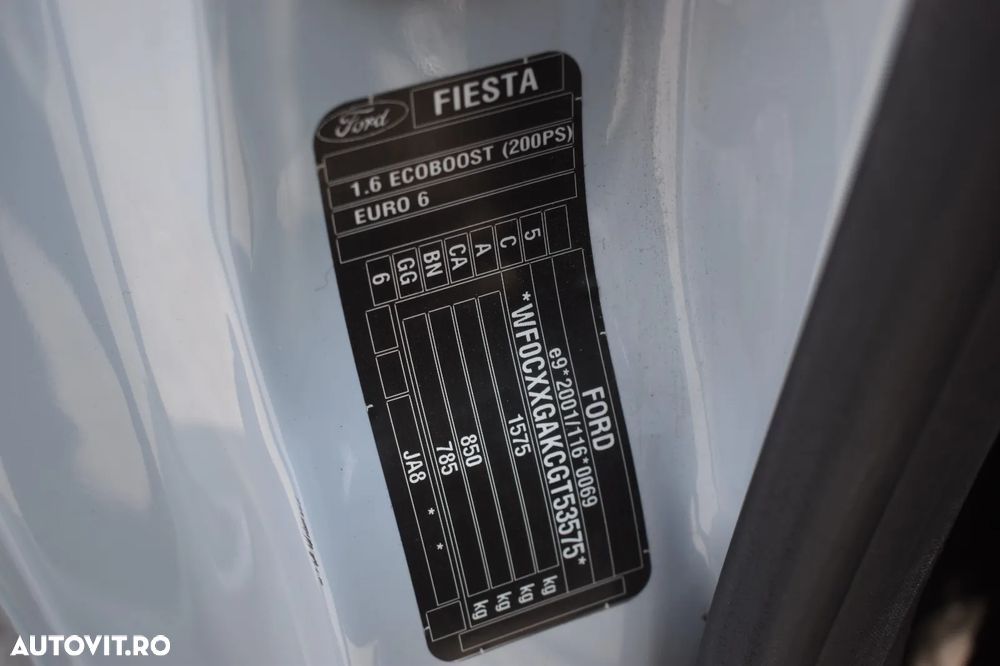 Ford
FIESTA
1.6 ECOBOOST (200PS)
EURO 6
6 GG BN CA A C 5
FORD
e9*2001/116*0069
*WF0CXXGAKCGT53575*
1575 kg
kg
850 kg
785 kg
JA8 * *
AUTOVIT.RO